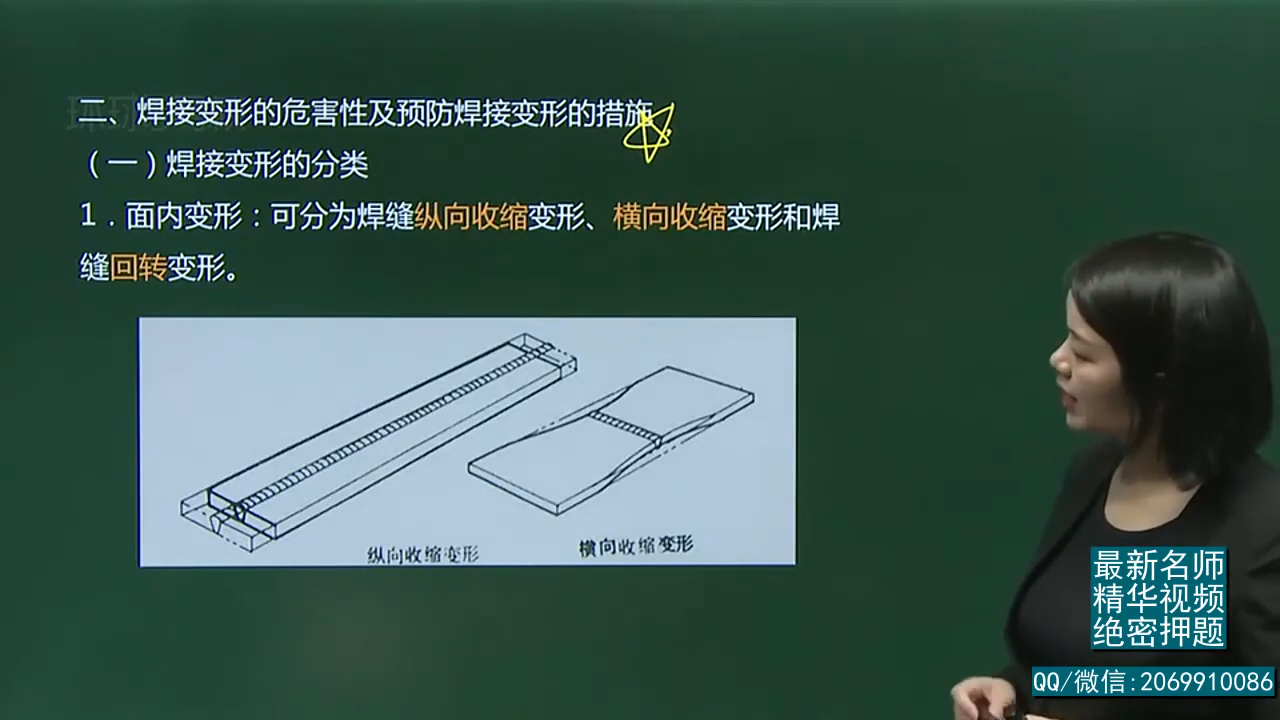 二、焊接变形的危害性及预防焊接变形的措施
（一）焊接变形的分类
1．面内变形：可分为焊缝纵向收缩变形、横向收缩变形和焊
缝回转变形。
纵向收缩变形
横向收缩变形
最新名师
精华视频
绝密押题
QQ/微信:2069910086